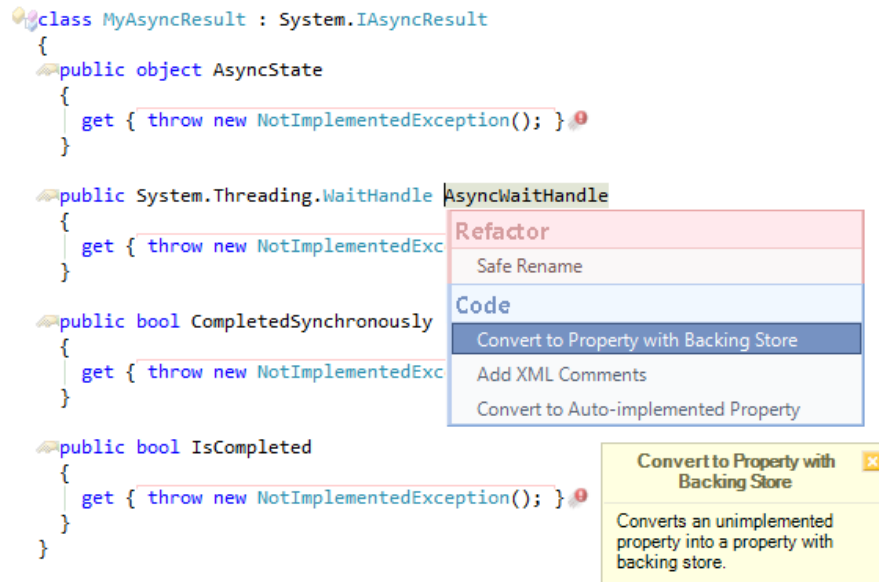 class MyAsyncResult : System.IAsyncResult
{
public object AsyncState
{
get { throw new NotImplementedException(); }
}
public System.Threading.WaitHandle AsyncWaitHandle
{
get { throw new NotImplementedExc
}
public bool CompletedSynchronously
{
get { throw new NotImplementedExc
}
public bool IsCompleted
{
get { throw new NotImplementedException(); }
}
}
Refactor
Safe Rename
Code
Convert to Property with Backing Store
Add XML Comments
Convert to Auto-implemented Property
Convert to Property with
Backing Store
Converts an unimplemented
property into a property with
backing store.